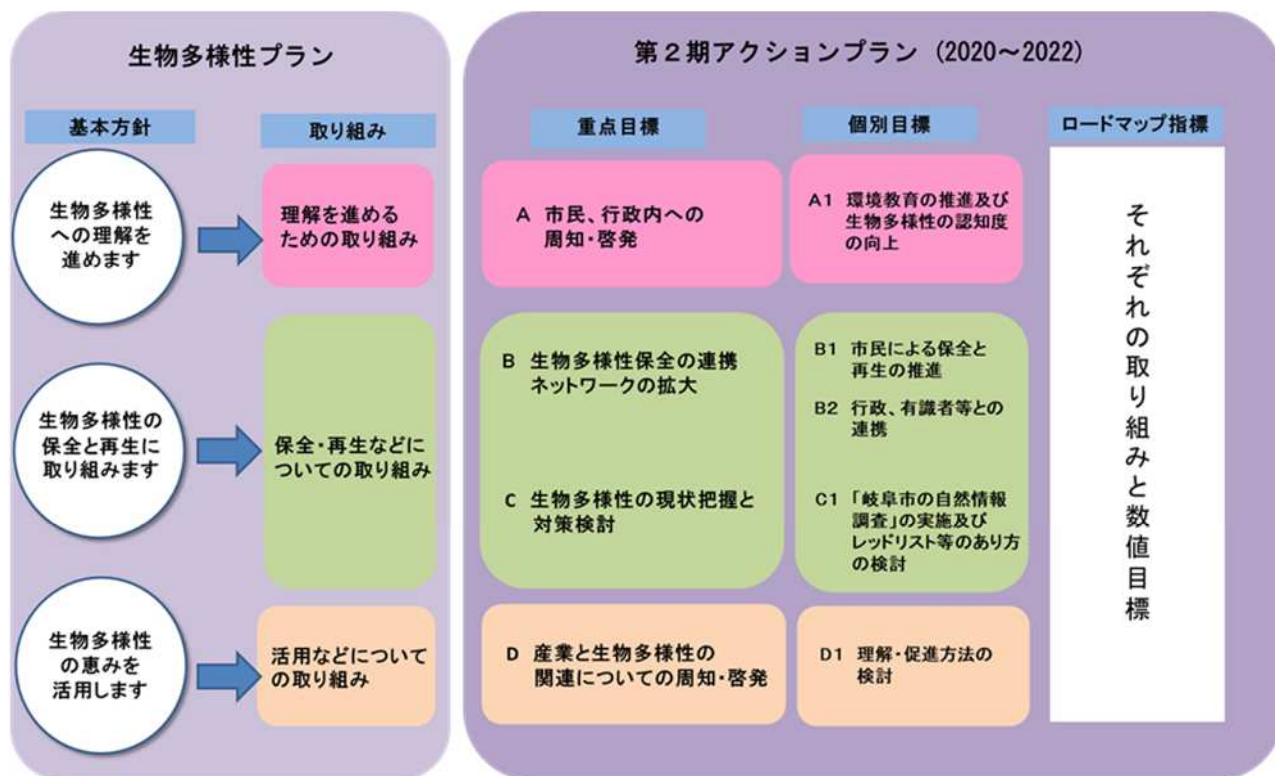 生物多様性プラン
基本方針
取り組み
生物多様性
への理解を
進めます
理解を進める
ための取り組み
生物多様性の
保全と再生に
取り組みます
保全・再生などに
ついての取り組み
生物多様性
の恵みを
活用します
活用などについて
の取り組み
第2期アクションプラン (2020～2022)
重点目標
個別目標
ロードマップ指標
A 市民、行政内への
周知・啓発
A1 環境教育の推進及び
生物多様性の認知度
の向上
B 生物多様性保全の連携
ネットワークの拡大
B1 市民による保全と
再生の推進
B2 行政、有識者等との
連携
C 生物多様性の現状把握と
対策検討
C1 「岐阜市の自然情報
調査」の実施及び
レッドリスト等のあり方
の検討
D 産業と生物多様性の
関連についての周知・啓発
D1 理解・促進方法の
検討
それぞれの取り組みと数値目標